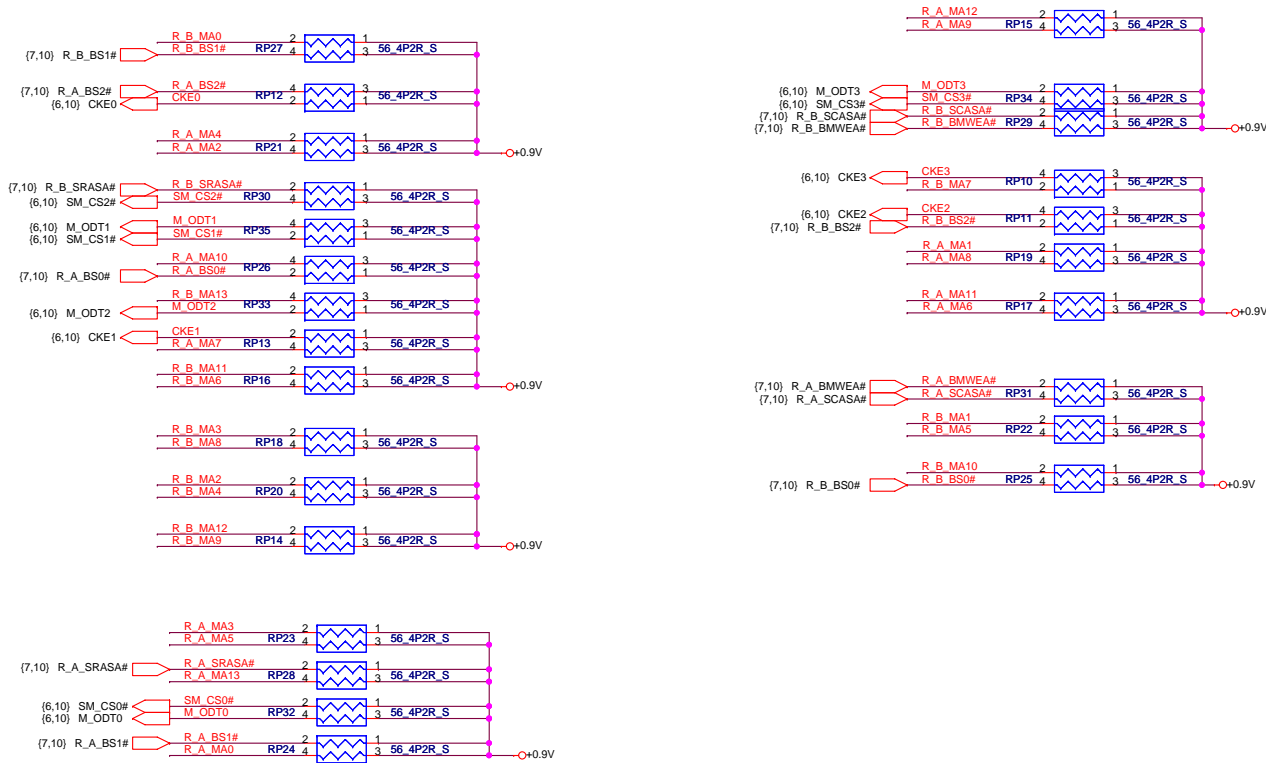 R_B_MA0 2 1
{7,10} R_B_BS1# R_B_BS1# RP27 4 3 56_4P2R_S
{7,10} R_A_BS2# R_A_BS2# 4 3
{6,10} CKE0 CKE0 RP12 2 1 56_4P2R_S
R_A_MA4 2 1
R_A_MA2 RP21 4 3 56_4P2R_S
+0.9V
{7,10} R_B_SRASA# R_B_SRASA# 2 1
{6,10} SM_CS2# SM_CS2# RP30 4 3 56_4P2R_S
{6,10} M_ODT1 M_ODT1 4 3
{6,10} SM_CS1# SM_CS1# RP35 2 1 56_4P2R_S
R_A_MA10 4 3
{7,10} R_A_BS0# R_A_BS0# RP26 2 1 56_4P2R_S
R_B_MA13 4 3
{6,10} M_ODT2 M_ODT2 RP33 2 1 56_4P2R_S
{6,10} CKE1 CKE1 2 1
R_A_MA7 RP13 4 3 56_4P2R_S
R_B_MA11 2 1
R_B_MA6 RP16 4 3 56_4P2R_S
+0.9V
R_B_MA3 2 1
R_B_MA8 RP18 4 3 56_4P2R_S
R_B_MA2 2 1
R_B_MA4 RP20 4 3 56_4P2R_S
R_B_MA12 2 1
R_B_MA9 RP14 4 3 56_4P2R_S
+0.9V
R_A_MA3 2 1
R_A_MA5 RP23 4 3 56_4P2R_S
{7,10} R_A_SRASA# R_A_SRASA# 2 1
R_A_MA13 RP28 4 3 56_4P2R_S
{6,10} SM_CS0# SM_CS0# 2 1
{6,10} M_ODT0 M_ODT0 RP32 4 3 56_4P2R_S
{7,10} R_A_BS1# R_A_BS1# 2 1
R_A_MA0 RP24 4 3 56_4P2R_S
+0.9V
R_A_MA12 2 1
R_A_MA9 RP15 4 3 56_4P2R_S
{6,10} M_ODT3 M_ODT3 2 1
{6,10} SM_CS3# SM_CS3# RP34 4 3 56_4P2R_S
{7,10} R_B_SCASA# R_B_SCASA# 2 1
{7,10} R_B_BMWEA# R_B_BMWEA# RP29 4 3 56_4P2R_S
+0.9V
{6,10} CKE3 CKE3 4 3
R_B_MA7 RP10 2 1 56_4P2R_S
{6,10} CKE2 CKE2 4 3
{7,10} R_B_BS2# R_B_BS2# RP11 2 1 56_4P2R_S
R_A_MA1 2 1
R_A_MA8 RP19 4 3 56_4P2R_S
R_A_MA11 2 1
R_A_MA6 RP17 4 3 56_4P2R_S
+0.9V
{7,10} R_A_BMWEA# R_A_BMWEA# 2 1
{7,10} R_A_SCASA# R_A_SCASA# RP31 4 3 56_4P2R_S
R_B_MA1 2 1
R_B_MA5 RP22 4 3 56_4P2R_S
R_B_MA10 2 1
{7,10} R_B_BS0# R_B_BS0# RP25 4 3 56_4P2R_S
+0.9V